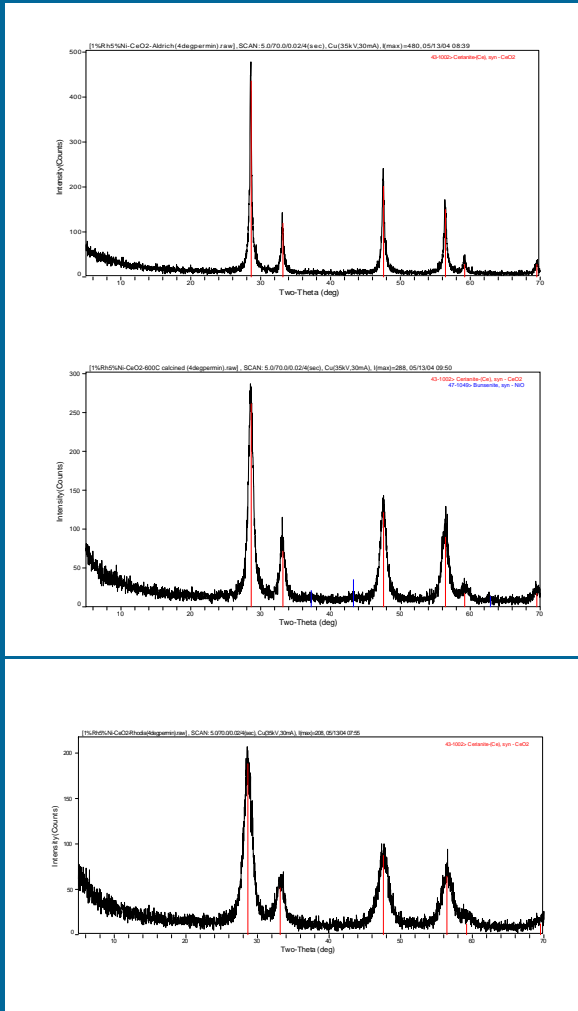 [1%Rh5%Ni-CeO2-Aldrich(4degpermin).raw], SCAN: 5.0/70.0/0.02/4(sec), Cu(35kV,30mA), I(max)=480, 05/13/04 08:39
43-1002> Cerianite-(Ce), syn - CeO2
500
400
300
200
100
0
Intensity(Counts)
10 20 30 40 50 60 70
Two-Theta (deg)
[1%Rh5%Ni-CeO2-600C calcined (4degpermin).raw] , SCAN: 5.0/70.0/0.02/4(sec), Cu(35kV,30mA), I(max)=288, 05/13/04 09:50
43-1002> Cerianite-(Ce), syn - CeO2
47-1049> Bunsenite, syn - NiO
300
250
200
150
100
50
0
Intensity(Counts)
10 20 30 40 50 60 70
Two-Theta (deg)
[1%Rh5%Ni-CeO2-Rhodia(4degpermin).raw] , SCAN: 5.0/70.0/0.02/4(sec), Cu(35kV,30mA), I(max)=208, 05/13/04 07:55
43-1002> Cerianite-(Ce), syn - CeO2
200
150
100
50
0
Intensity(Counts)
10 20 30 40 50 60 70
Two-Theta (deg)